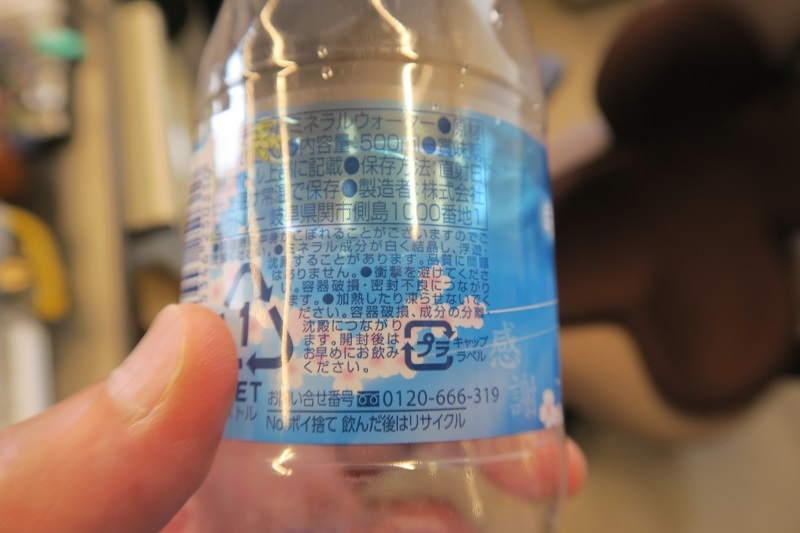 ミネラルウォーター●
内容量 500ml●
に記載●保存方法 直射日
常温で保存●製造者 株式会社
岐阜県関市側島1000番地1
こぼれることがございますのでご
●ミネラル成分が白く結晶し、浮遊・
沈殿することがあります。品質に問題
はありません。●衝撃を避けてくださ
い。容器破損・密封不良につながり
ます。●加熱したり凍らせないでく
ださい。容器破損、成分の分離・
沈殿につながり
ます。開封後は
お早めにお飲み
ください。
プラ
キャップ
ラベル
1
感謝
お問い合せ番号 0120-666-319
No.ポイ捨て 飲んだ後はリサイクル